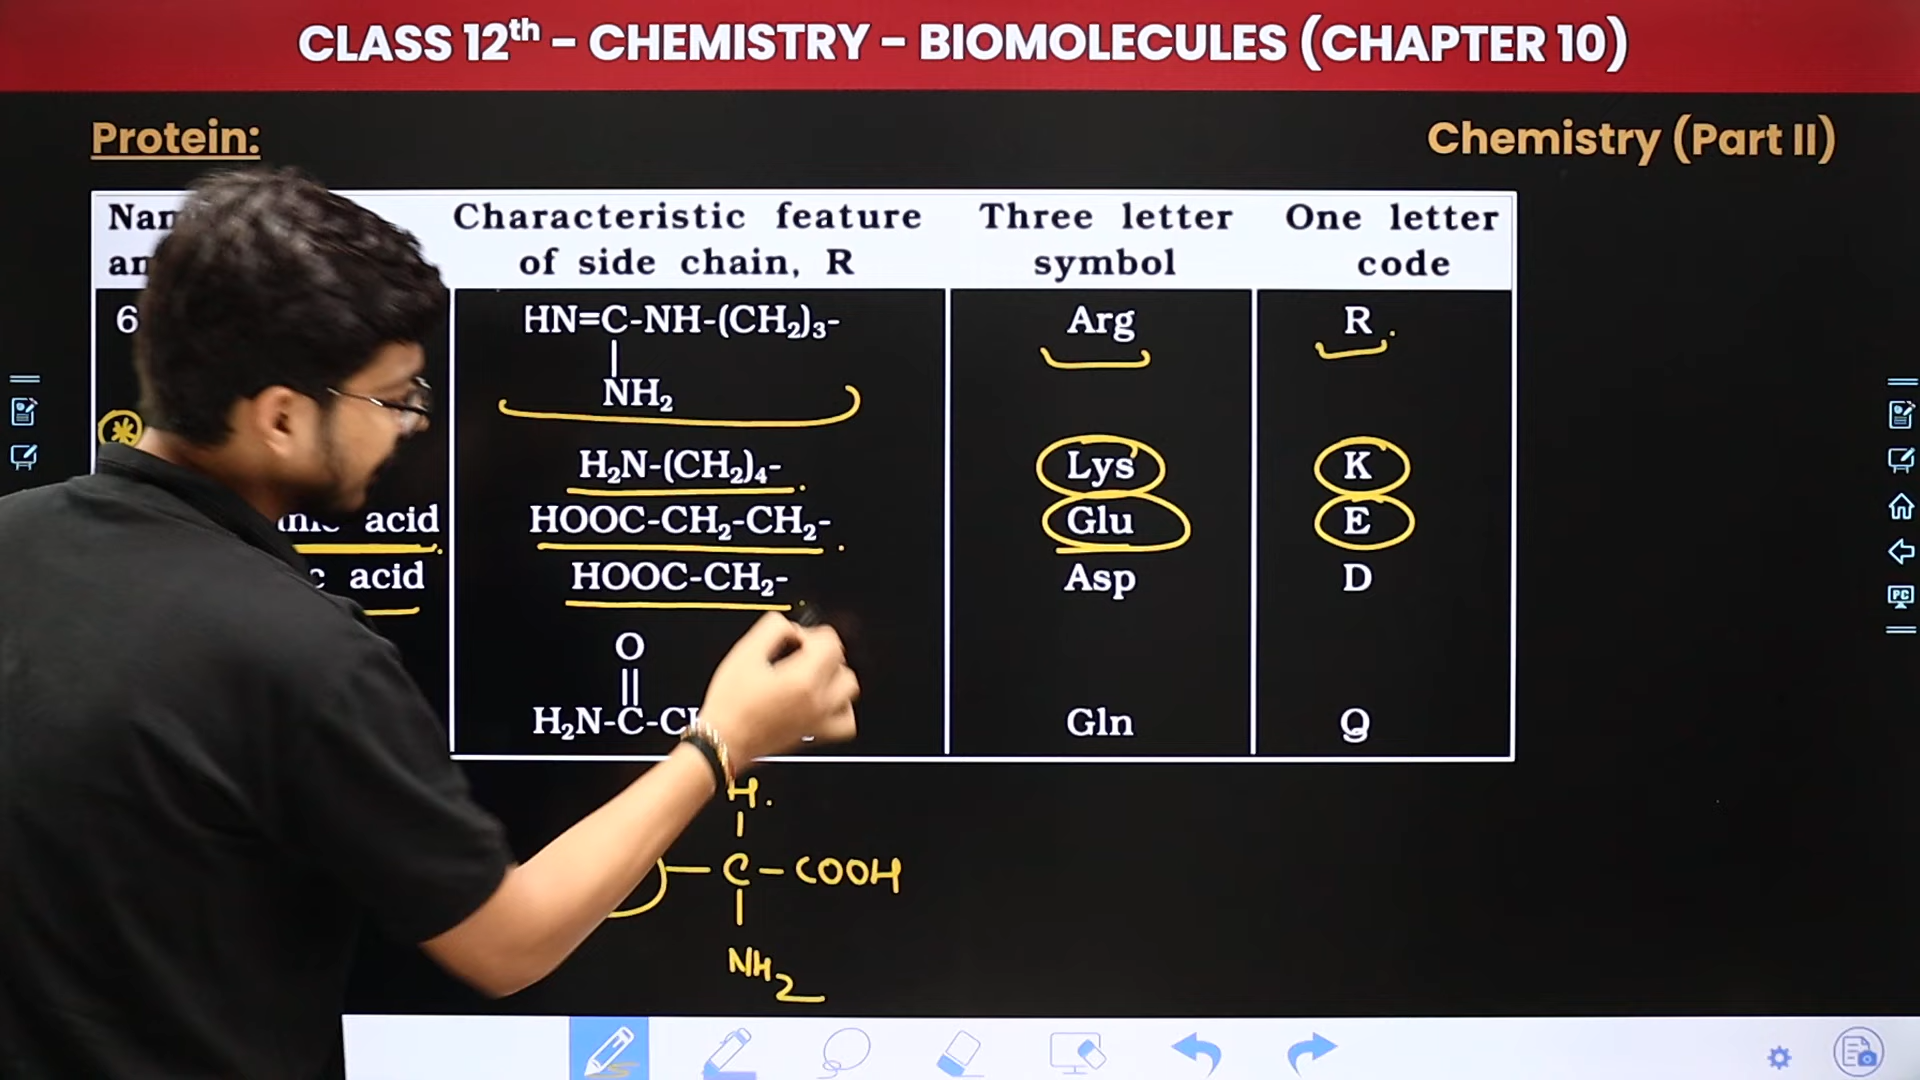 CLASS 12th - CHEMISTRY - BIOMOLECULES (CHAPTER 10)
Protein:
Chemistry (Part II)
Characteristic feature of side chain, R
Three letter symbol
One letter code
6
HN=C-NH-(CH₂)₃-
NH₂
Arg
R
H₂N-(CH₂)₄-
Lys
K
acid
HOOC-CH₂-CH₂-
Glu
E
acid
HOOC-CH₂-
Asp
D
O
H₂N-C-
Gln
Q
H
C-COOH
NH₂
PC